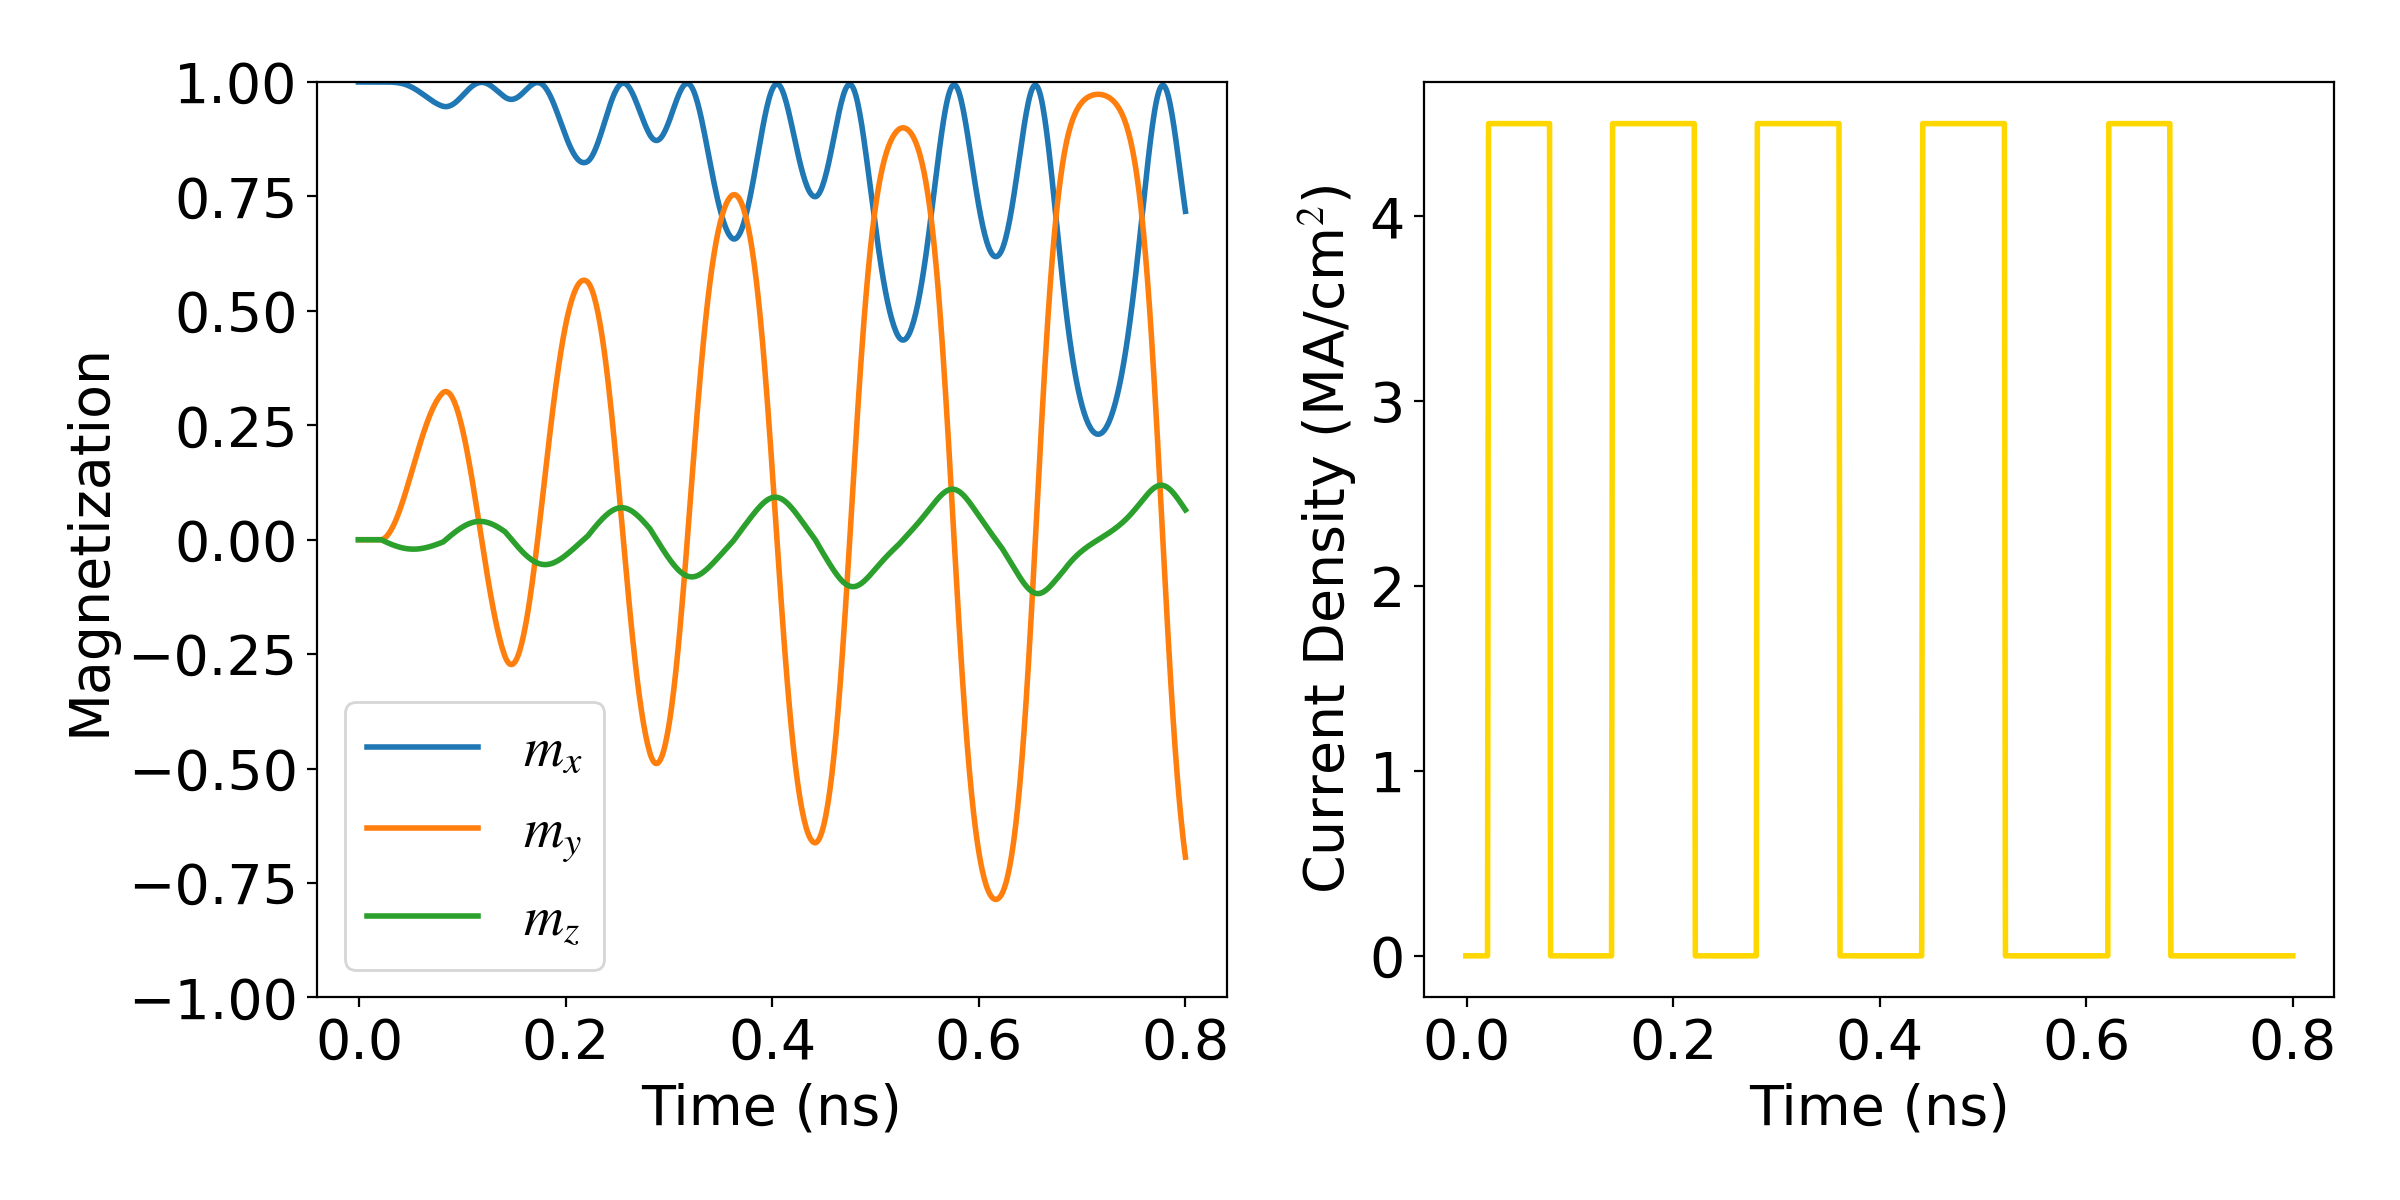 Magnetization
1.00
0.75
0.50
0.25
0.00
−0.25
−0.50
−0.75
−1.00
m_x
m_y
m_z
0.0 0.2 0.4 0.6 0.8
Time (ns)
Current Density (MA/cm²)
4
3
2
1
0
0.0 0.2 0.4 0.6 0.8
Time (ns)